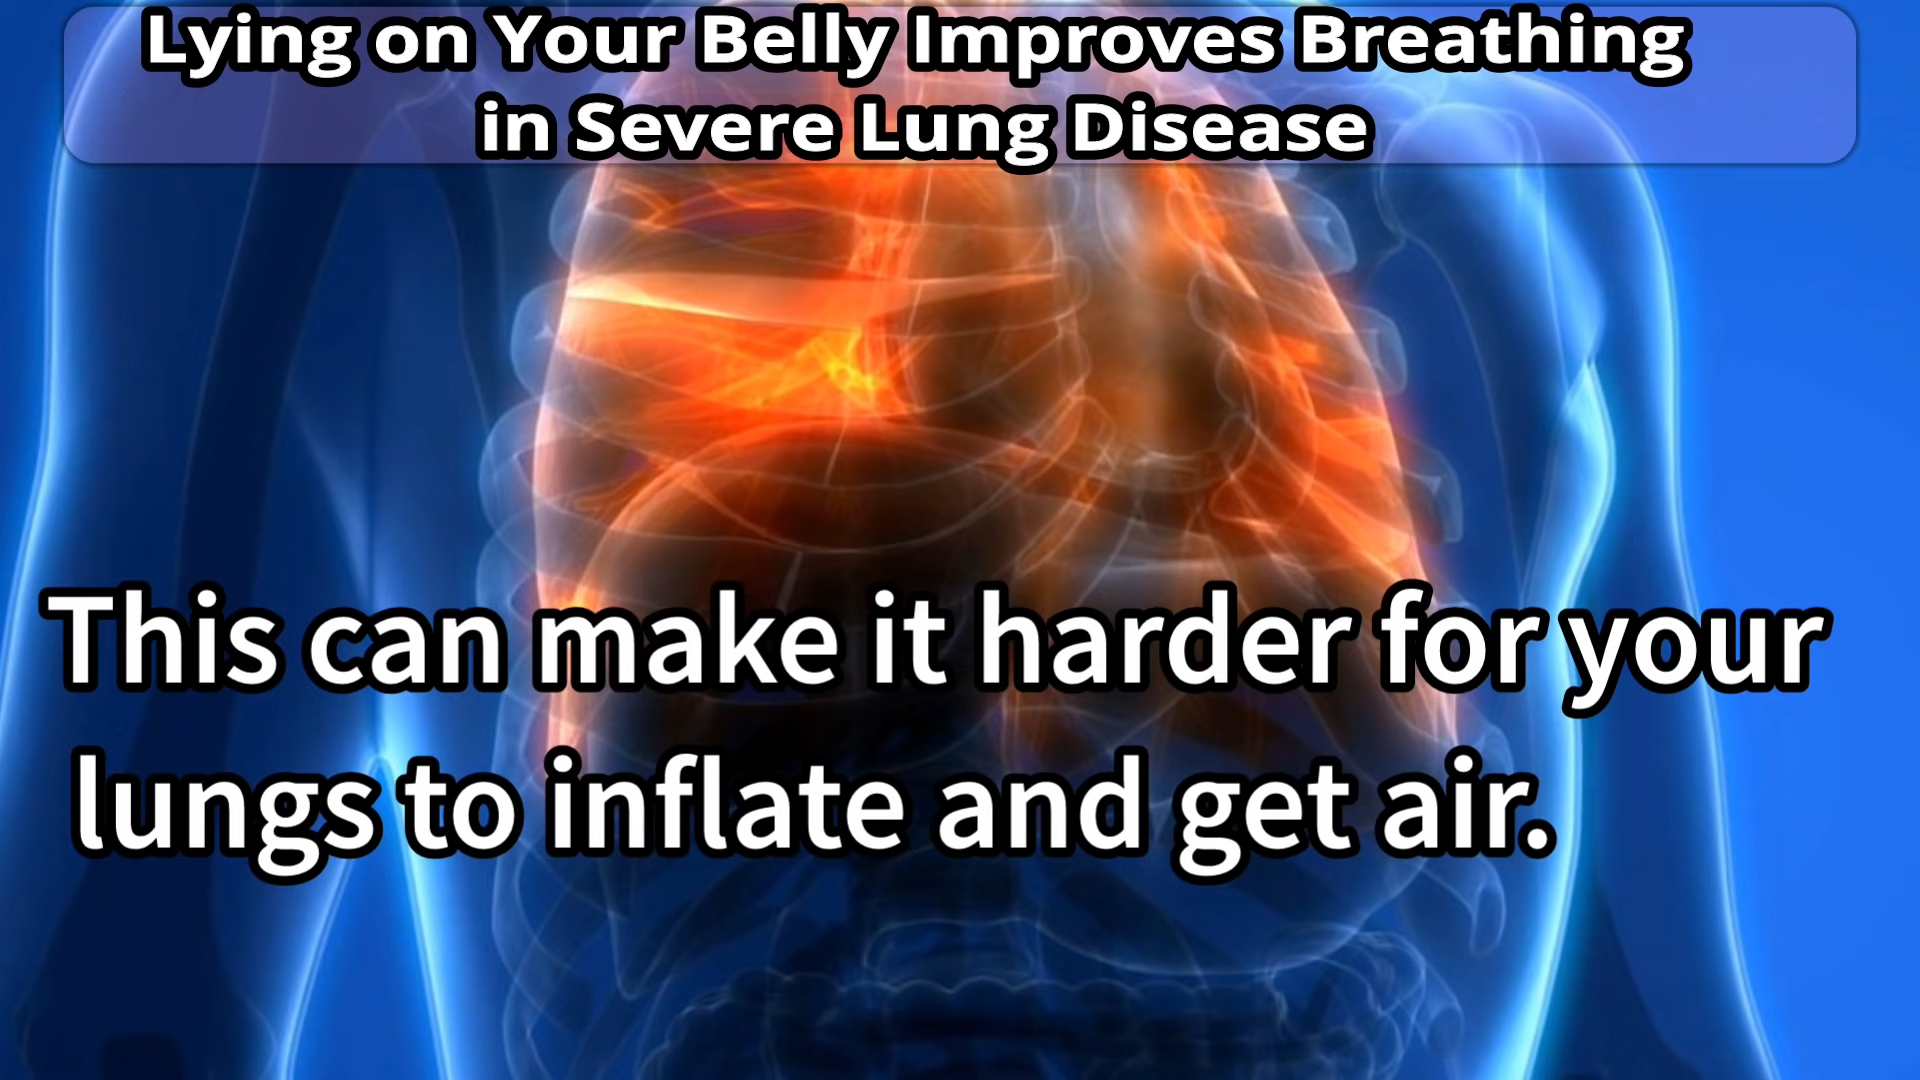 Lying on Your Belly Improves Breathing
in Severe Lung Disease
This can make it harder for your
lungs to inflate and get air.